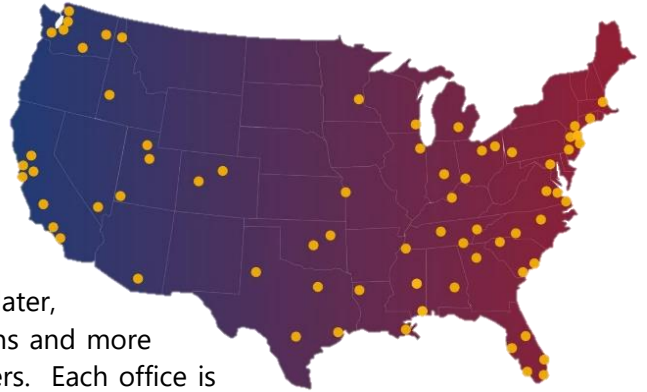 ater,
ns and more
ers. Each office is